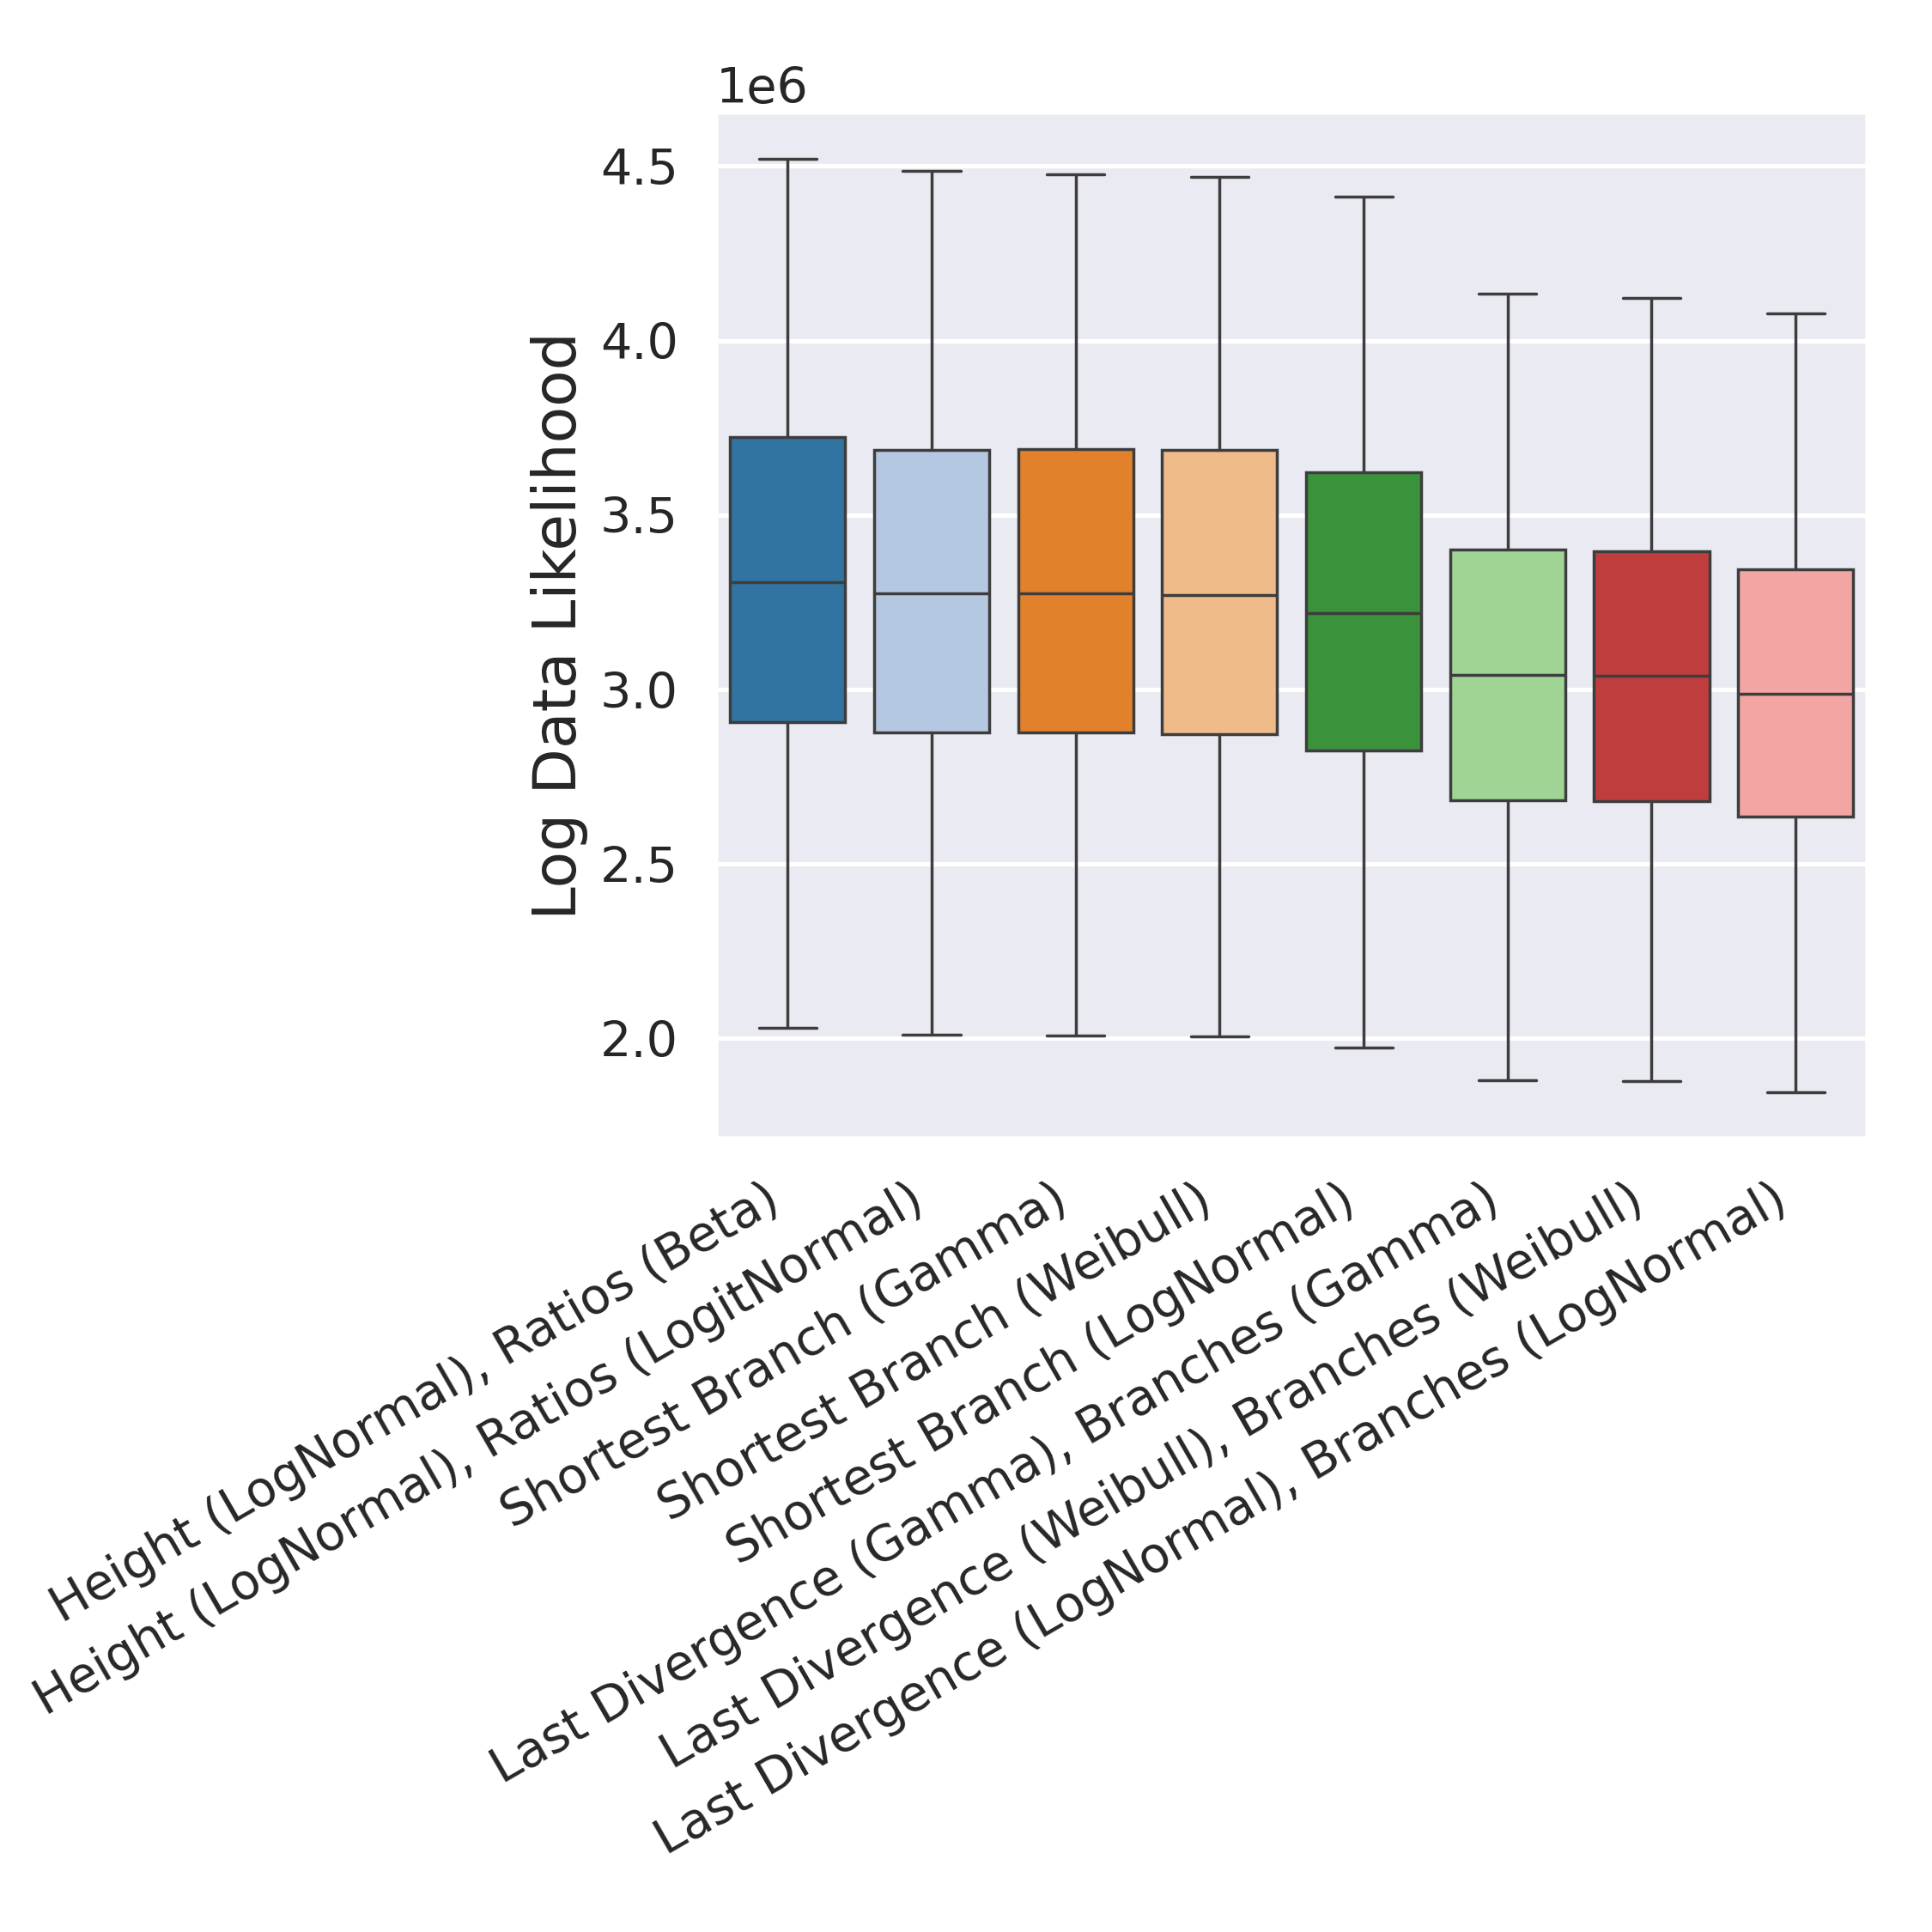 1e6
4.5
4.0
3.5
3.0
2.5
2.0
Log Data Likelihood
Height (LogNormal), Ratios (Beta)
Height (LogNormal), Ratios (LogitNormal)
Shortest Branch (Gamma)
Shortest Branch (Weibull)
Shortest Branch (LogNormal)
Last Divergence (Gamma), Branches (Gamma)
Last Divergence (Weibull), Branches (Weibull)
Last Divergence (LogNormal), Branches (LogNormal)